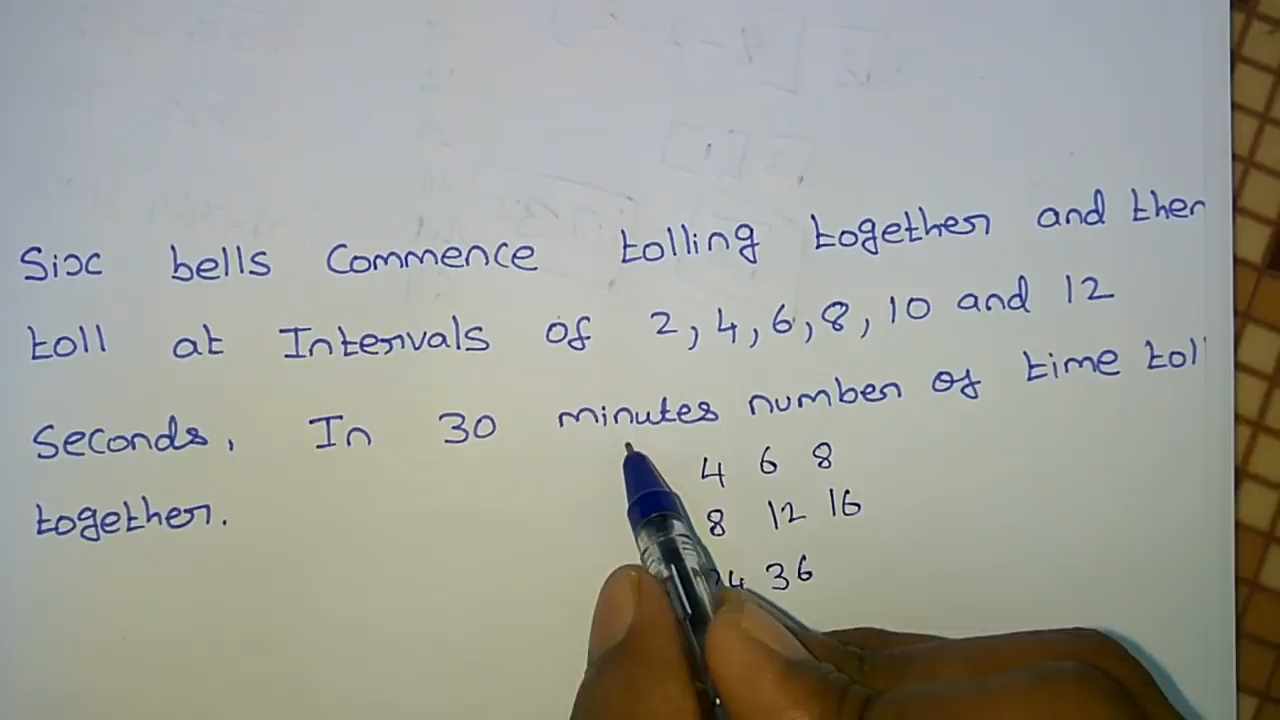 Six bells Commence tolling together and then
toll at Intervals of 2, 4, 6, 8, 10 and 12
Seconds. In 30 minutes number of time toll
together.
4 6 8
8 12 16
24 36